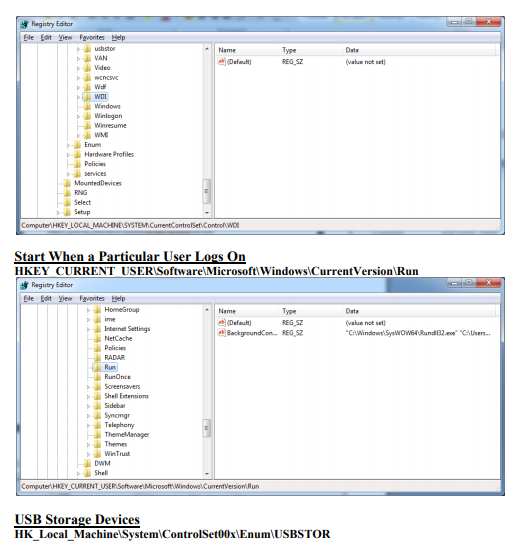 Registry Editor
File Edit View Favorites Help
usbstor
VAN
Video
wcncsvc
Wdf
WDI
Windows
Winlogon
Winresume
WMI
Enum
Hardware Profiles
Policies
services
MountedDevices
RNG
Select
Setup
Name Type Data
(Default) REG_SZ (value not set)
Computer\HKEY_LOCAL_MACHINE\SYSTEM\CurrentControlSet\Control\WDI
Start When a Particular User Logs On
HKEY_CURRENT_USER\Software\Microsoft\Windows\CurrentVersion\Run
Registry Editor
File Edit View Favorites Help
HomeGroup
ime
Internet Settings
NetCache
Policies
RADAR
Run
RunOnce
Screensavers
Shell Extensions
Sidebar
Syncmgr
Telephony
ThemeManager
Themes
WinTrust
DWM
Shell
Name Type Data
(Default) REG_SZ (value not set)
BackgroundCon... REG_SZ "C:\Windows\SysWOW64\Rundll32.exe" "C:\Users...
Computer\HKEY_CURRENT_USER\Software\Microsoft\Windows\CurrentVersion\Run
USB Storage Devices
HK_Local_Machine\System\ControlSet00x\Enum\USBSTOR